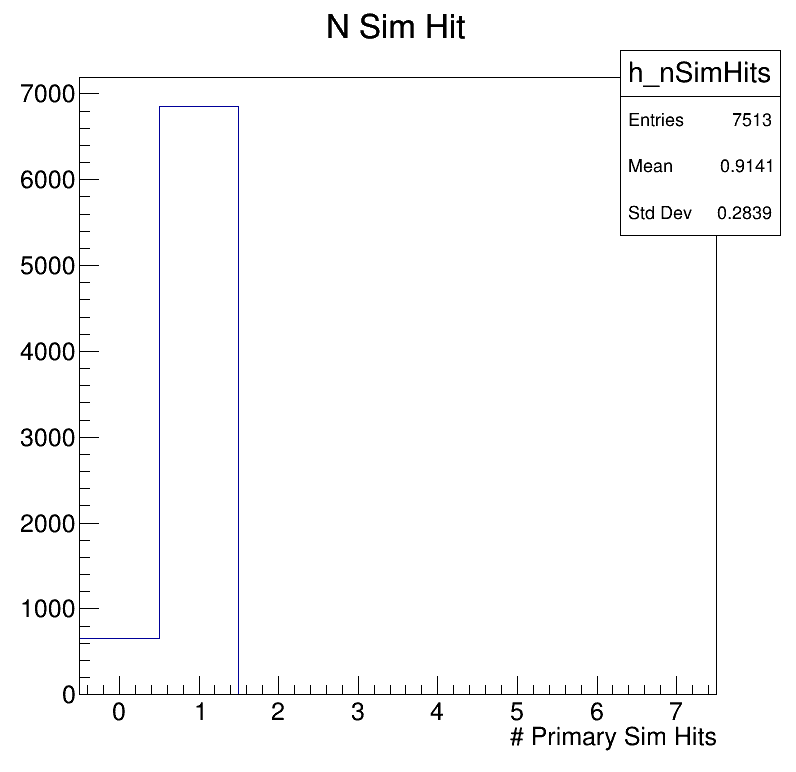 N Sim Hit
h_nSimHits
Entries 7513
Mean 0.9141
Std Dev 0.2839
7000
6000
5000
4000
3000
2000
1000
0
0 1 2 3 4 5 6 7
# Primary Sim Hits